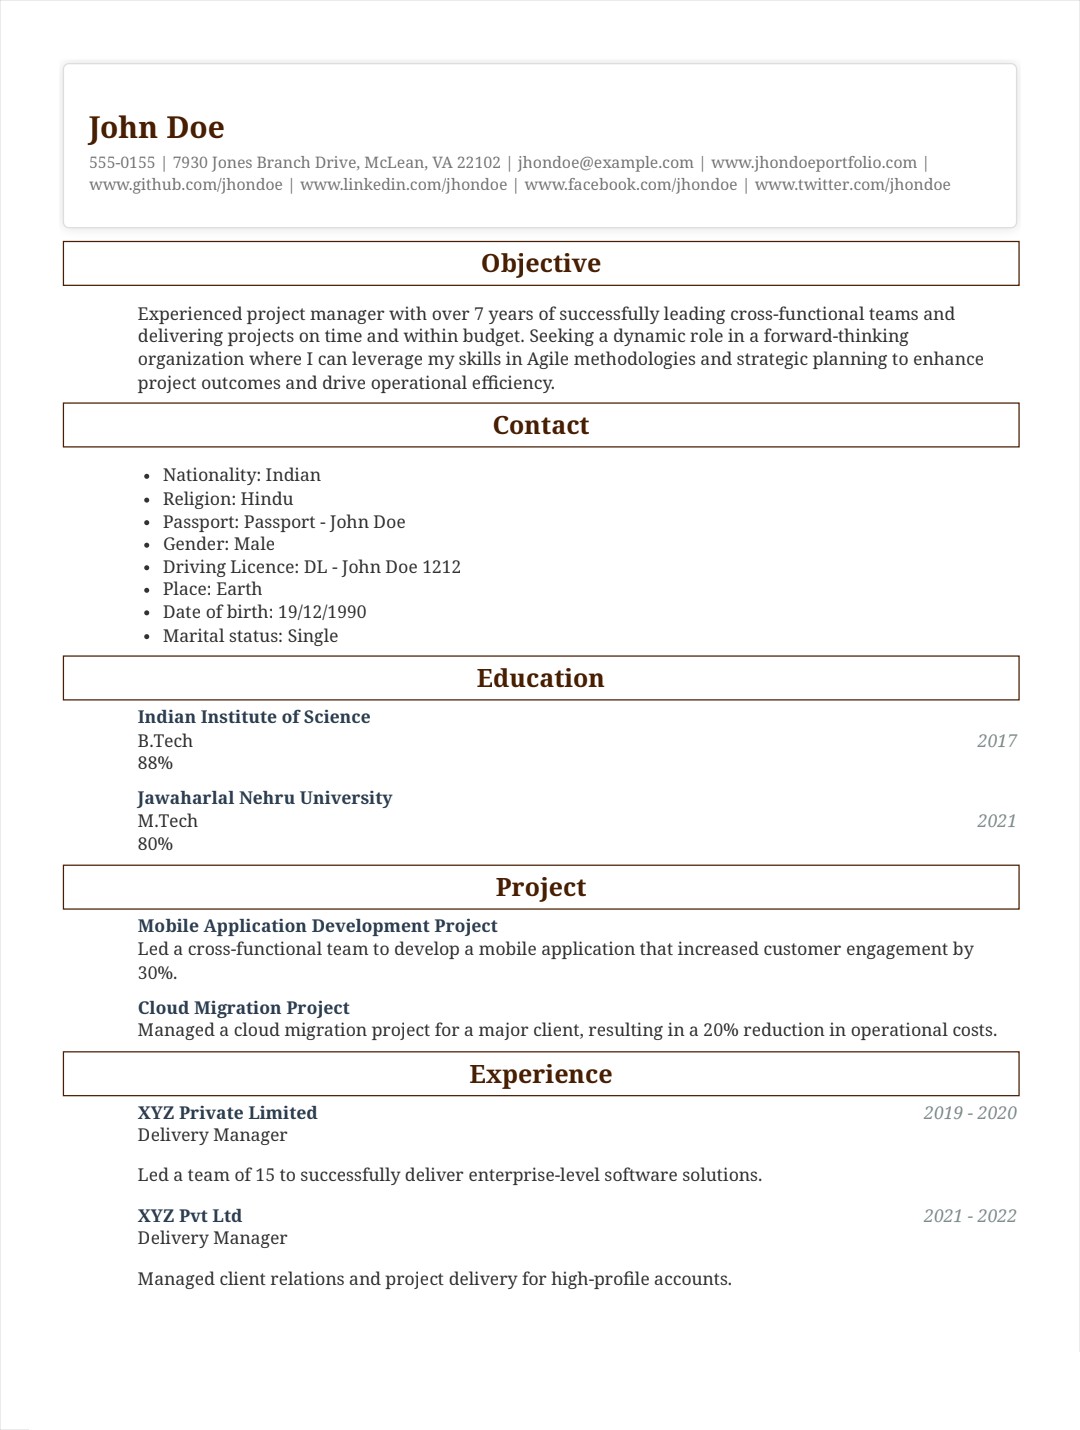 John Doe
555-0155 | 7930 Jones Branch Drive, McLean, VA 22102 | jhondoe@example.com | www.jhondoeportfolio.com |
www.github.com/jhondoe | www.linkedin.com/jhondoe | www.facebook.com/jhondoe | www.twitter.com/jhondoe
Objective
Experienced project manager with over 7 years of successfully leading cross-functional teams and
delivering projects on time and within budget. Seeking a dynamic role in a forward-thinking
organization where I can leverage my skills in Agile methodologies and strategic planning to enhance
project outcomes and drive operational efficiency.
Contact
• Nationality: Indian
• Religion: Hindu
• Passport: Passport - John Doe
• Gender: Male
• Driving Licence: DL - John Doe 1212
• Place: Earth
• Date of birth: 19/12/1990
• Marital status: Single
Education
Indian Institute of Science
B.Tech 2017
88%
Jawaharlal Nehru University
M.Tech 2021
80%
Project
Mobile Application Development Project
Led a cross-functional team to develop a mobile application that increased customer engagement by
30%.
Cloud Migration Project
Managed a cloud migration project for a major client, resulting in a 20% reduction in operational costs.
Experience
XYZ Private Limited 2019 - 2020
Delivery Manager
Led a team of 15 to successfully deliver enterprise-level software solutions.
XYZ Pvt Ltd 2021 - 2022
Delivery Manager
Managed client relations and project delivery for high-profile accounts.